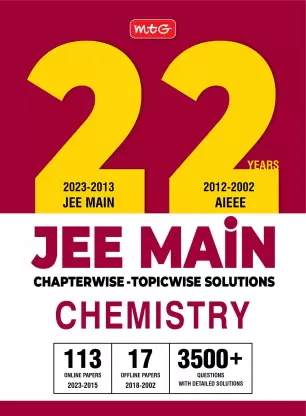 mtG
22
YEARS
2023-2013
JEE MAIN
2012-2002
AIEEE
JEE MAiN
CHAPTERWISE-TOPICWISE SOLUTIONS
CHEMISTRY
113
ONLINE PAPERS
2023-2015
17
OFFLINE PAPERS
2018-2002
3500+
QUESTIONS
WITH DETAILED SOLUTIONS